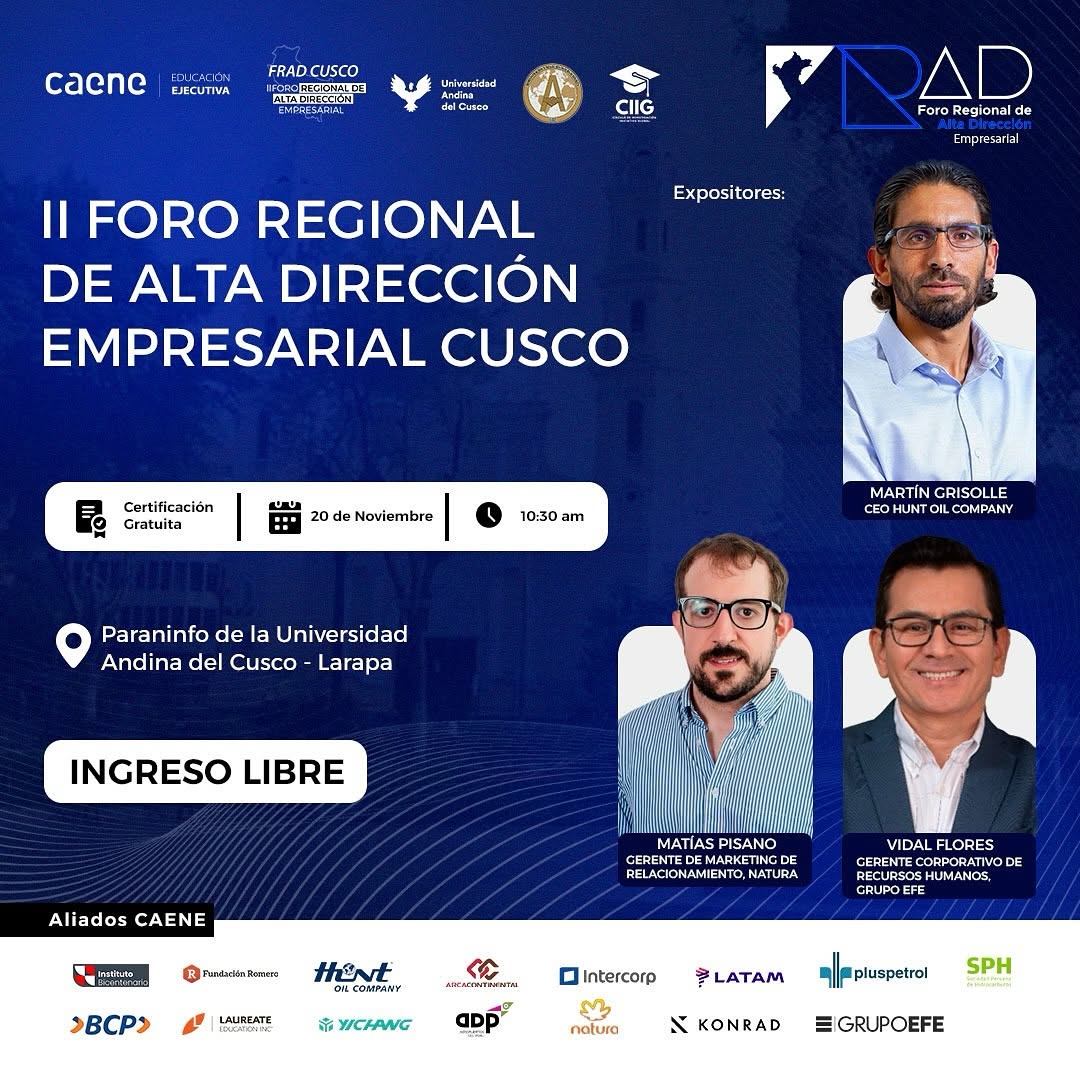 caene
EDUCACIÓN
EJECUTIVA
FRAD CUSCO
II FORO REGIONAL DE
ALTA DIRECCIÓN
EMPRESARIAL
Universidad
Andina
del Cusco
A
CIIG
RAD
Foro Regional de
Alta Dirección
Empresarial
II FORO REGIONAL
DE ALTA DIRECCIÓN
EMPRESARIAL CUSCO
Expositores:
MARTÍN GRISOLLE
CEO HUNT OIL COMPANY
Certificación
Gratuita
20 de Noviembre
10:30 am
Paraninfo de la Universidad
Andina del Cusco - Larapa
INGRESO LIBRE
MATÍAS PISANO
GERENTE DE MARKETING DE
RELACIONAMIENTO, NATURA
VIDAL FLORES
GERENTE CORPORATIVO DE
RECURSOS HUMANOS,
GRUPO EFE
Aliados CAENE
Instituto
Bicentenario
R
Fundación Romero
Hunt
OIL COMPANY
ARCACONTINENTAL
Intercorp
LATAM
pluspetrol
SPH
Sociedad Peruana
de Hidrocarburos
BCP
LAUREATE
EDUCATION INC
YICHANG
ADP
natura
KONRAD
GRUPOEFE